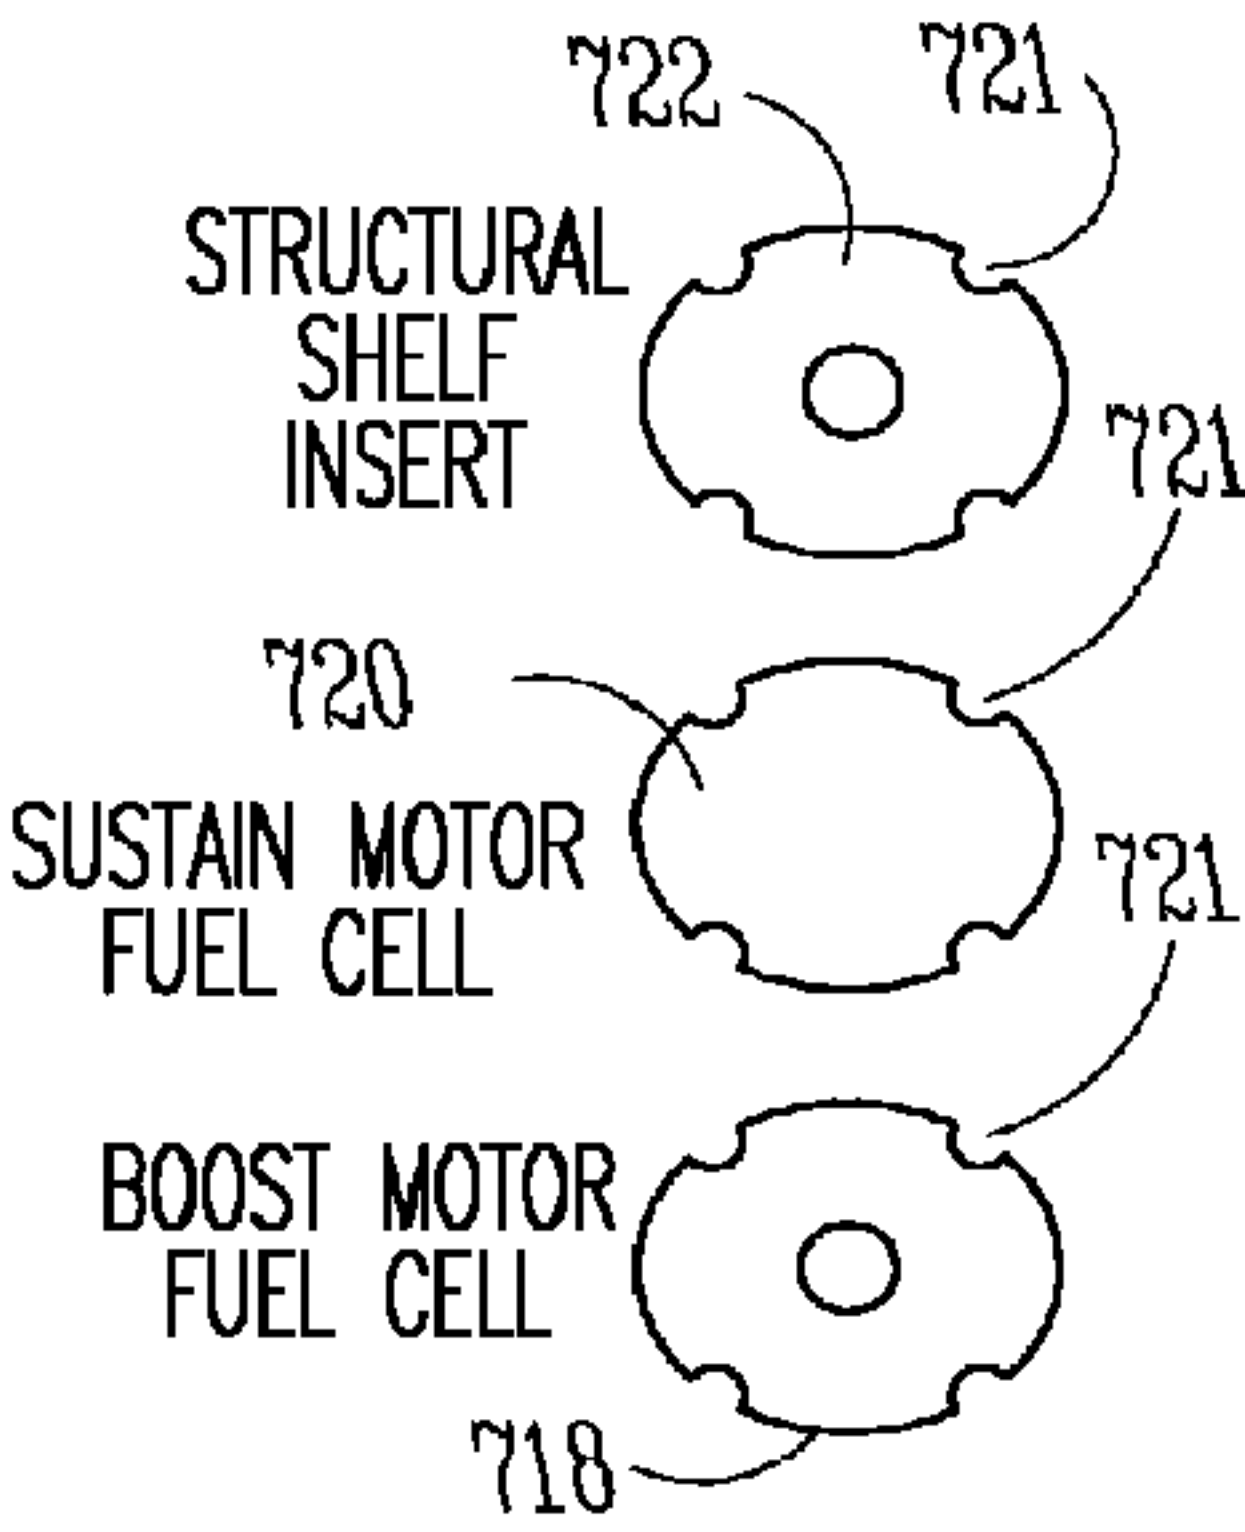 722 721
STRUCTURAL
SHELF
INSERT
721
720
SUSTAIN MOTOR
FUEL CELL
721
BOOST MOTOR
FUEL CELL
718